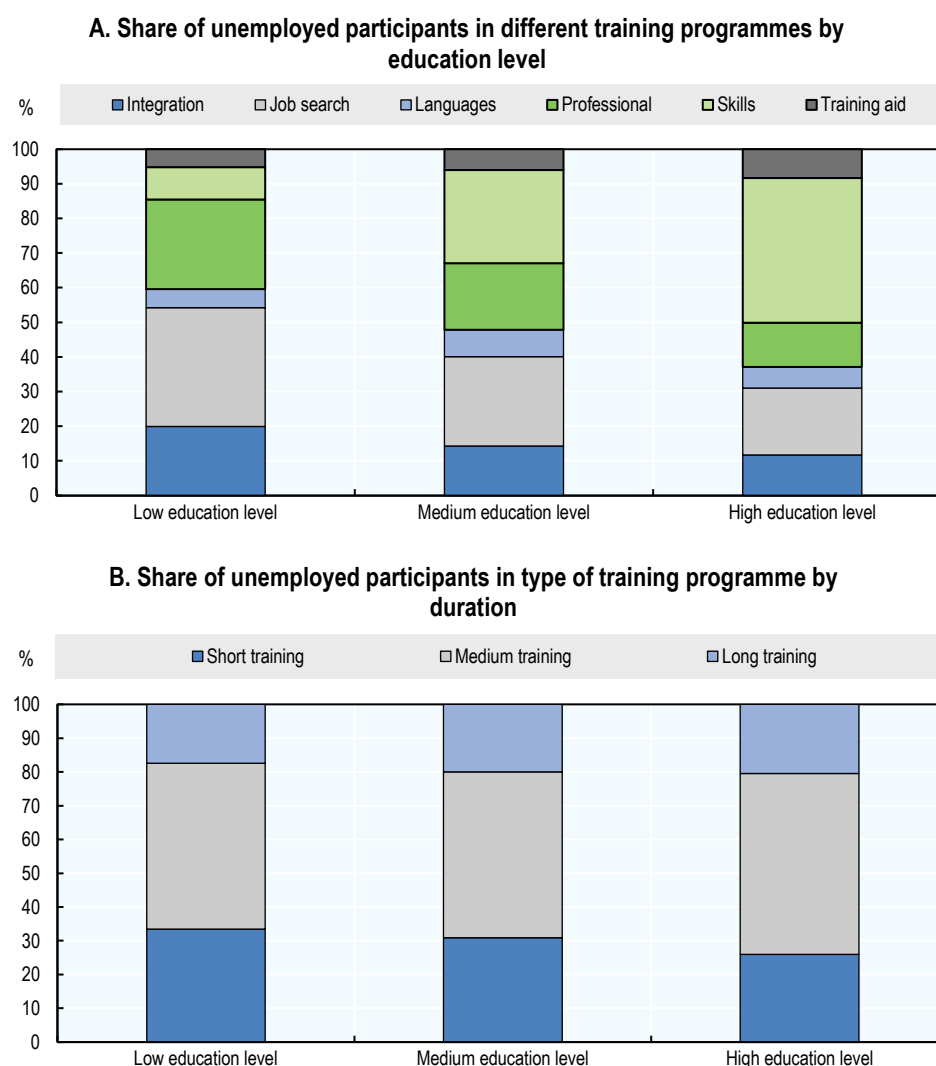 A. Share of unemployed participants in different training programmes by
education level
%
Integration
Job search
Languages
Professional
Skills
Training aid
100
90
80
70
60
50
40
30
20
10
0
Low education level
Medium education level
High education level
B. Share of unemployed participants in type of training programme by
duration
%
Short training
Medium training
Long training
100
90
80
70
60
50
40
30
20
10
0
Low education level
Medium education level
High education level